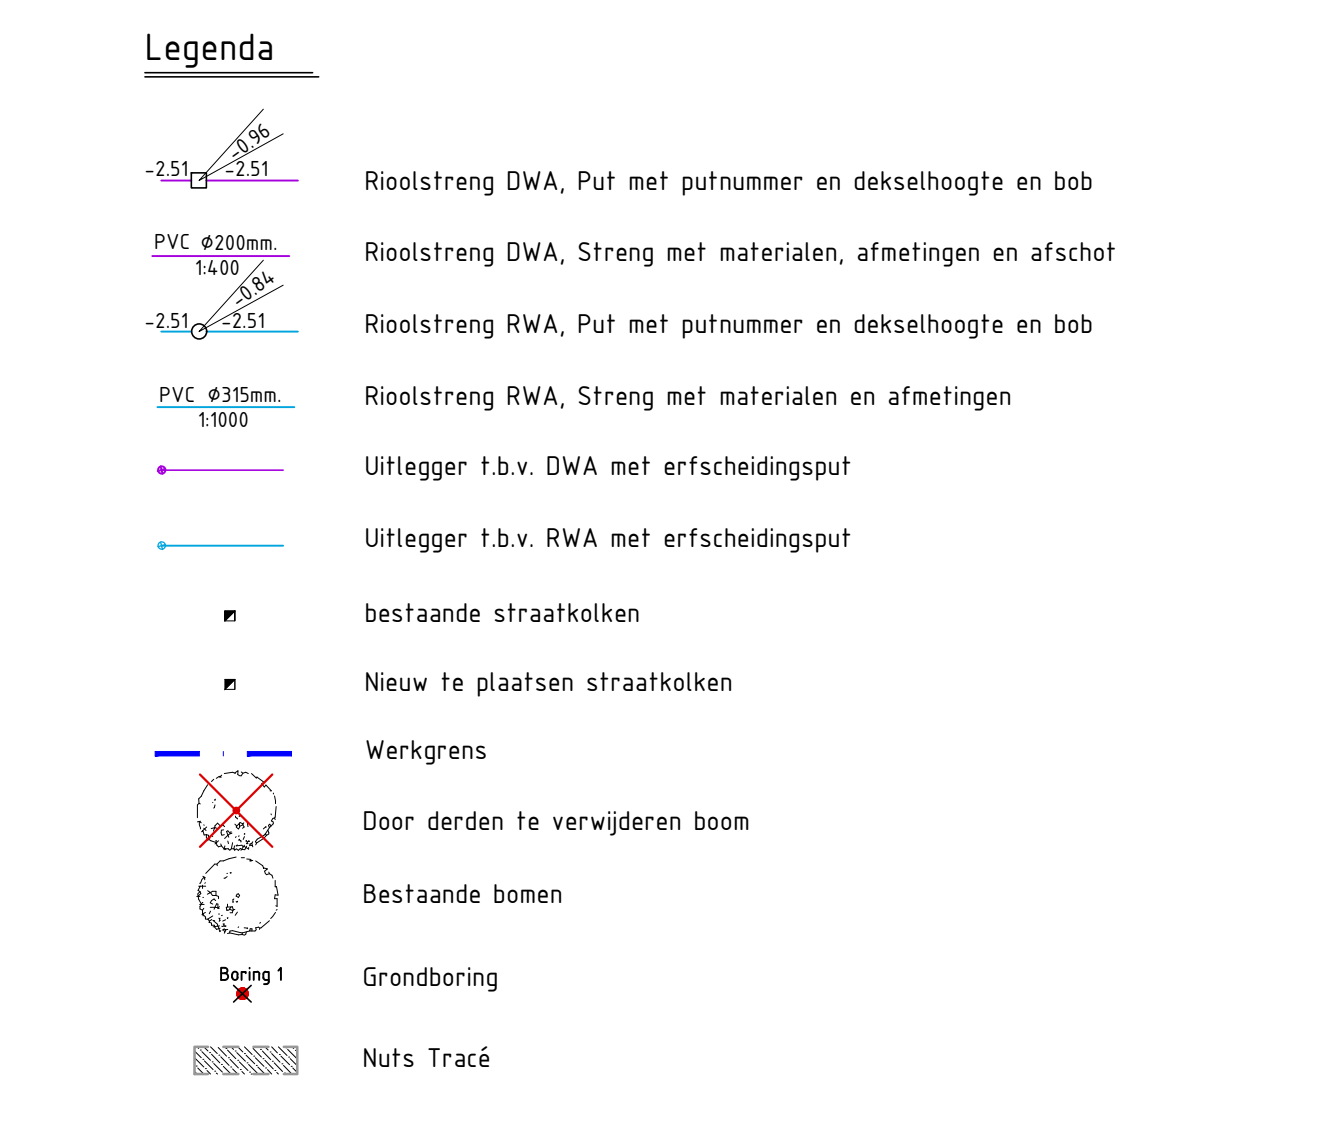 Legenda
-0.96
-2.51 -2.51
Rioolstreng DWA, Put met putnummer en dekselhoogte en bob
PVC ⌀200mm.
1:400
Rioolstreng DWA, Streng met materialen, afmetingen en afschot
-0.84
-2.51 -2.51
Rioolstreng RWA, Put met putnummer en dekselhoogte en bob
PVC ⌀315mm.
1:1000
Rioolstreng RWA, Streng met materialen en afmetingen
Uitlegger t.b.v. DWA met erfscheidingsput
Uitlegger t.b.v. RWA met erfscheidingsput
bestaande straatkolken
Nieuw te plaatsen straatkolken
Werkgrens
Door derden te verwijderen boom
Bestaande bomen
Boring 1
Grondboring
Nuts Tracé